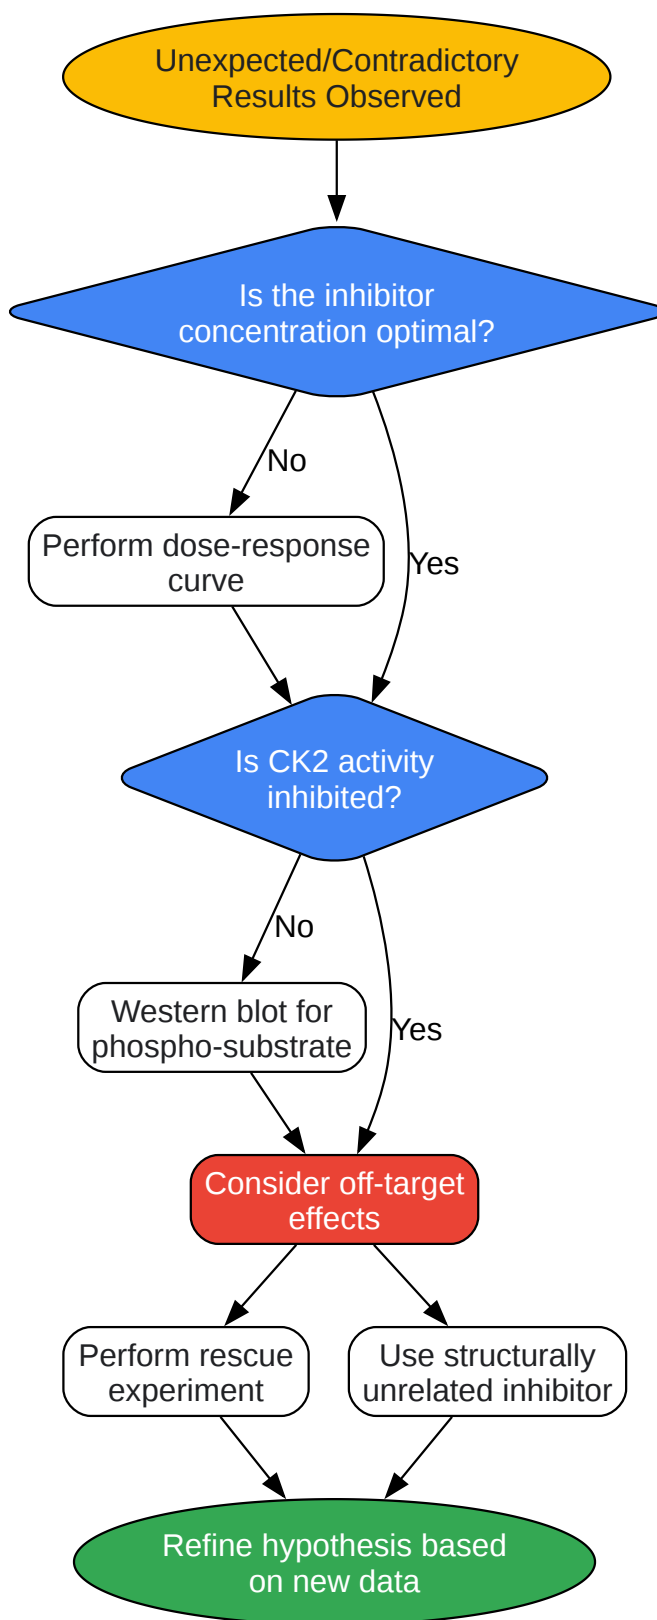 Unexpected/Contradictory
Results Observed
Is the inhibitor
concentration optimal?
No
Perform dose-response
curve
Yes
Is CK2 activity
inhibited?
No
Western blot for
phospho-substrate
Yes
Consider off-target
effects
Perform rescue
experiment
Use structurally
unrelated inhibitor
Refine hypothesis based
on new data